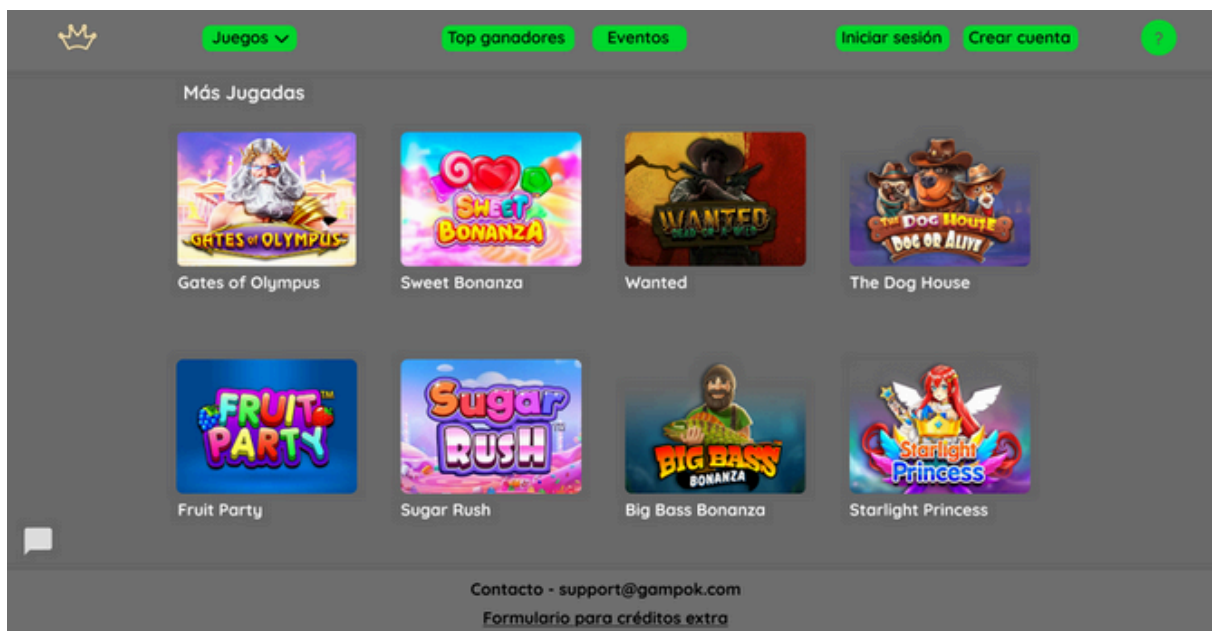 Juegos
Top ganadores
Eventos
Iniciar sesión
Crear cuenta
?
Más Jugadas
GATES OF OLYMPUS
SWEET BONANZA
WANTED
DEAD OR A WILD
THE DOG HOUSE
DOG OR ALIVE
Gates of Olympus
Sweet Bonanza
Wanted
The Dog House
FRUIT PARTY™
Sugar RUSH™
BIG BASS BONANZA™
Starlight Princess
Fruit Party
Sugar Rush
Big Bass Bonanza
Starlight Princess
Contacto - support@gampok.com
Formulario para créditos extra